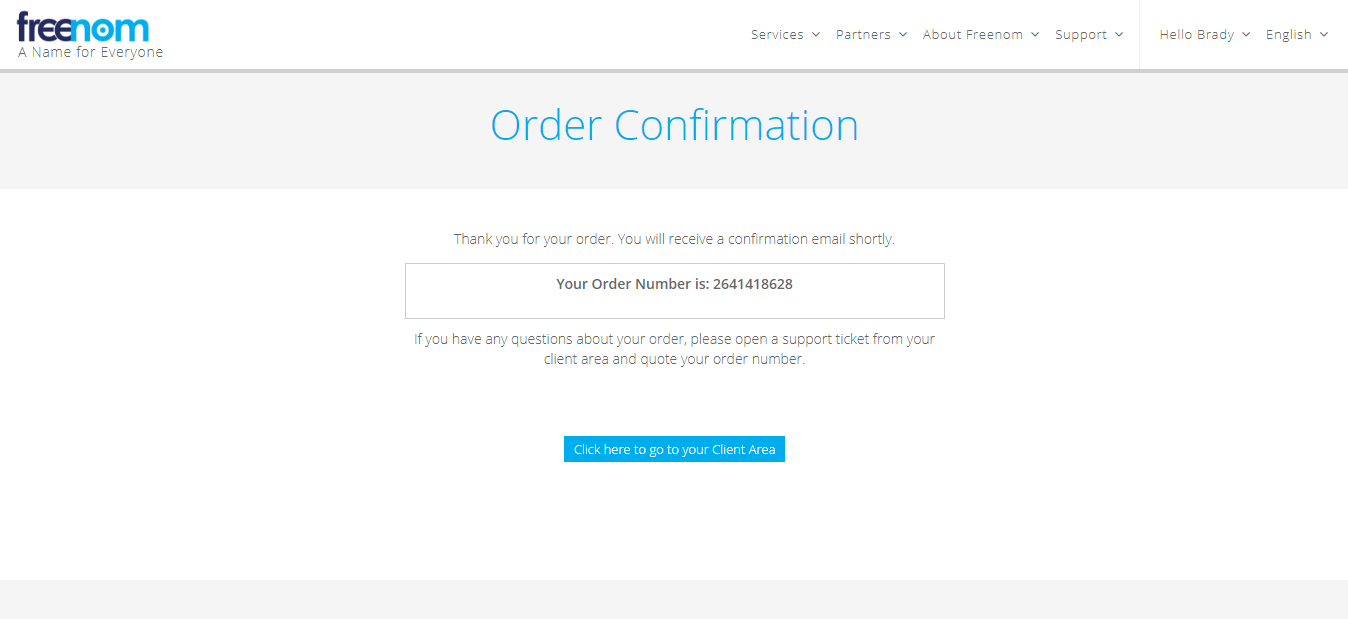 freenom
A Name for Everyone
Services
Partners
About Freenom
Support
Hello Brady
English
Order Confirmation
Thank you for your order. You will receive a confirmation email shortly.
Your Order Number is: 2641418628
If you have any questions about your order, please open a support ticket from your
client area and quote your order number.
Click here to go to your Client Area